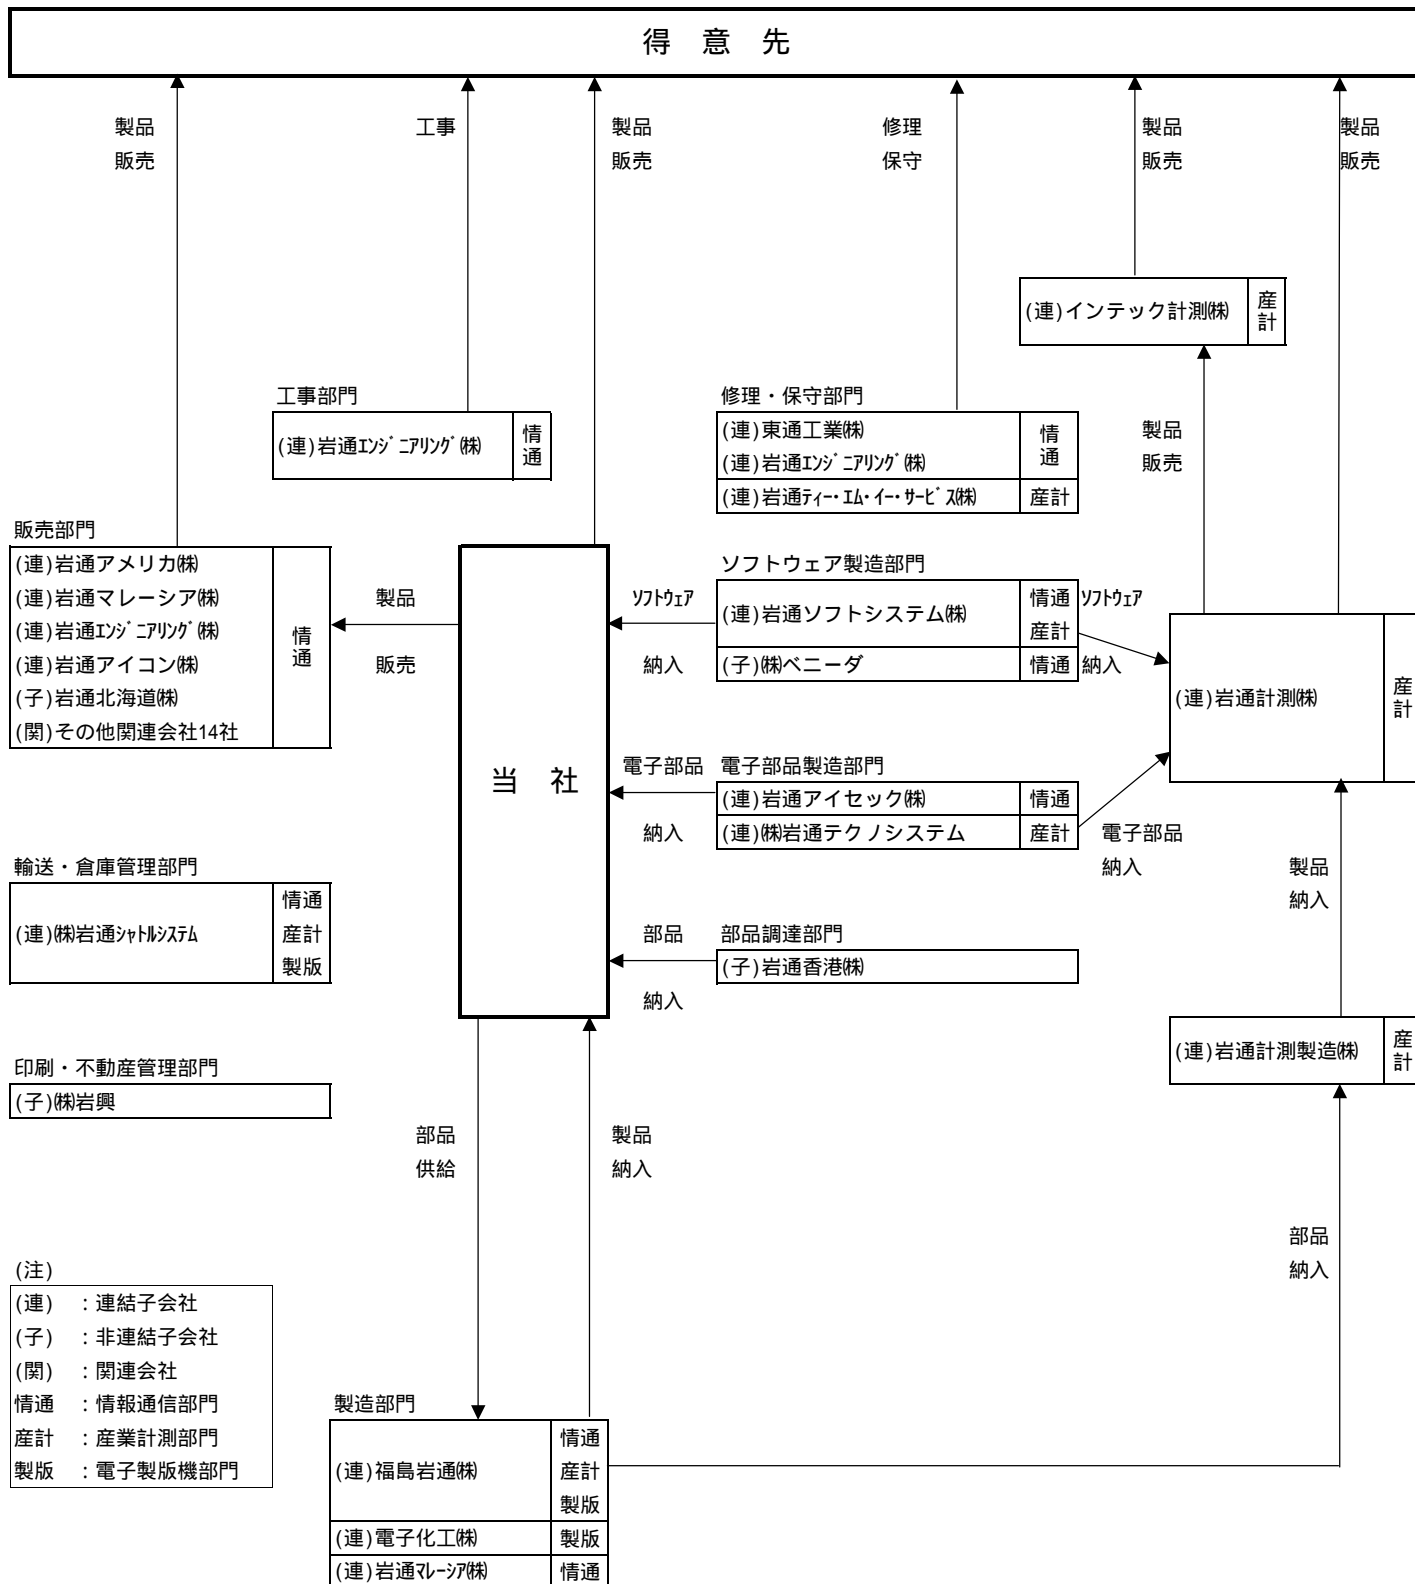 得　意　先
製品
販売
工事
製品
販売
修理
保守
製品
販売
製品
販売
(連)インテック計測㈱
産計
工事部門
(連)岩通ｴﾝｼﾞﾆｱﾘﾝｸﾞ㈱
情通
修理・保守部門
(連)東通工業㈱
(連)岩通ｴﾝｼﾞﾆｱﾘﾝｸﾞ㈱
情通
(連)岩通ﾃｨｰ･ｴﾑ･ｲｰ･ｻｰﾋﾞｽ㈱
産計
製品
販売
販売部門
(連)岩通アメリカ㈱
(連)岩通マレーシア㈱
(連)岩通ｴﾝｼﾞﾆｱﾘﾝｸﾞ㈱
(連)岩通アイコン㈱
(子)岩通北海道㈱
(関)その他関連会社14社
情通
製品
販売
当　社
ｿﾌﾄｳｪｱ
納入
ソフトウェア製造部門
(連)岩通ソフトシステム㈱
情通
産計
(子)㈱ベニーダ
情通
ｿﾌﾄｳｪｱ
納入
(連)岩通計測㈱
産計
電子部品
納入
電子部品製造部門
(連)岩通アイセック㈱
情通
(連)㈱岩通テクノシステム
産計
電子部品
納入
製品
納入
輸送・倉庫管理部門
(連)㈱岩通ｼｬﾄﾙｼｽﾃﾑ
情通
産計
製版
部品
納入
部品調達部門
(子)岩通香港㈱
(連)岩通計測製造㈱
産計
印刷・不動産管理部門
(子)㈱岩興
部品
供給
製品
納入
部品
納入
(注)
(連)　：連結子会社
(子)　：非連結子会社
(関)　：関連会社
情通　：情報通信部門
産計　：産業計測部門
製版　：電子製版機部門
製造部門
(連)福島岩通㈱
情通
産計
製版
(連)電子化工㈱
製版
(連)岩通ﾏﾚｰｼｱ㈱
情通